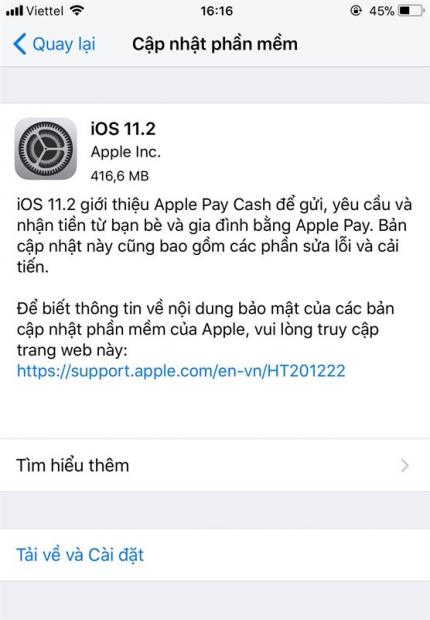 Viettel 16:16 45%
Quay lại Cập nhật phần mềm
iOS 11.2
Apple Inc.
416,6 MB
iOS 11.2 giới thiệu Apple Pay Cash để gửi, yêu cầu và
nhận tiền từ bạn bè và gia đình bằng Apple Pay. Bản
cập nhật này cũng bao gồm các phần sửa lỗi và cải
tiến.
Để biết thông tin về nội dung bảo mật của các bản
cập nhật phần mềm của Apple, vui lòng truy cập
trang web này:
https://support.apple.com/en-vn/HT201222
Tìm hiểu thêm
Tải về và Cài đặt